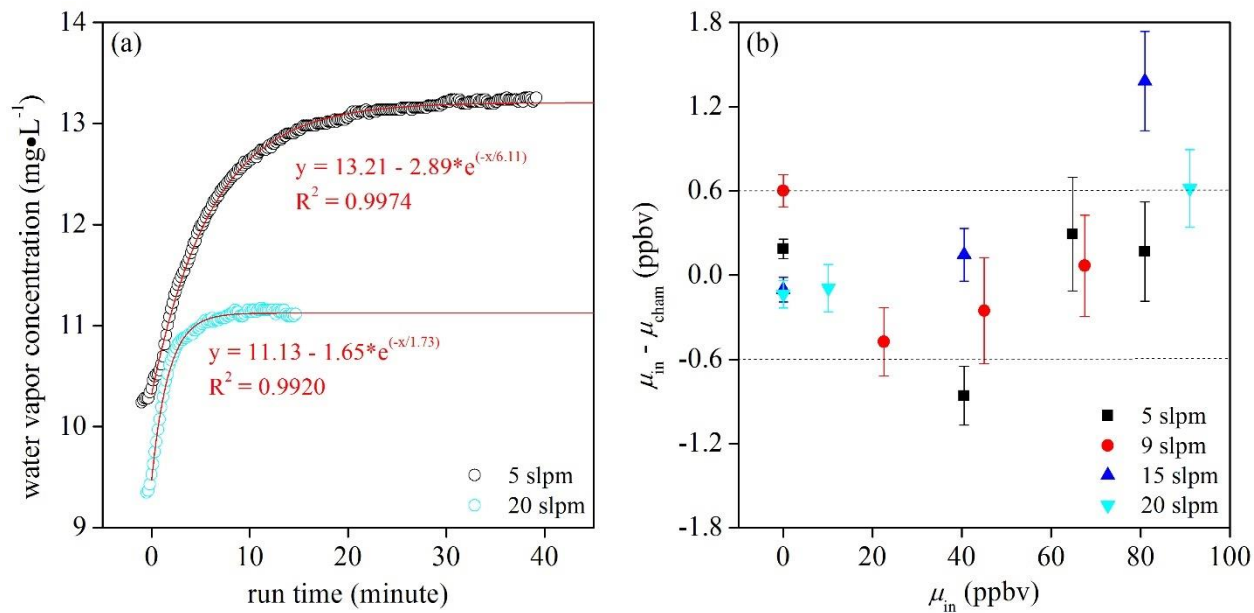 (a)
water vapor concentration (mg•L⁻¹)
14
13
12
11
10
9
y = 13.21 - 2.89*e^(-x/6.11)
R² = 0.9974
y = 11.13 - 1.65*e^(-x/1.73)
R² = 0.9920
5 slpm
20 slpm
0
10
20
30
40
run time (minute)
(b)
μin - μcham (ppbv)
1.8
1.2
0.6
0.0
-0.6
-1.2
-1.8
5 slpm
9 slpm
15 slpm
20 slpm
0
20
40
60
80
100
μin (ppbv)